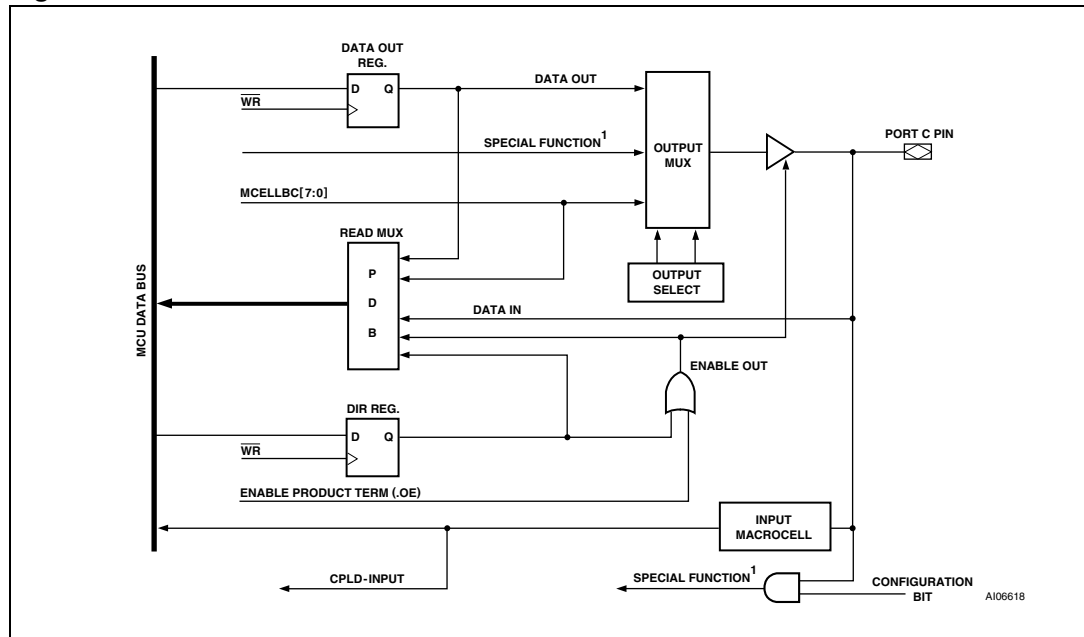 DATA OUT
REG.
D Q
WR
DATA OUT
SPECIAL FUNCTION1
MCELLBC[7:0]
OUTPUT
MUX
PORT C PIN
READ MUX
P
D
B
OUTPUT
SELECT
MCU DATA BUS
DATA IN
ENABLE OUT
DIR REG.
D Q
WR
ENABLE PRODUCT TERM (.OE)
INPUT
MACROCELL
CPLD-INPUT
SPECIAL FUNCTION1
CONFIGURATION
BIT
AI06618